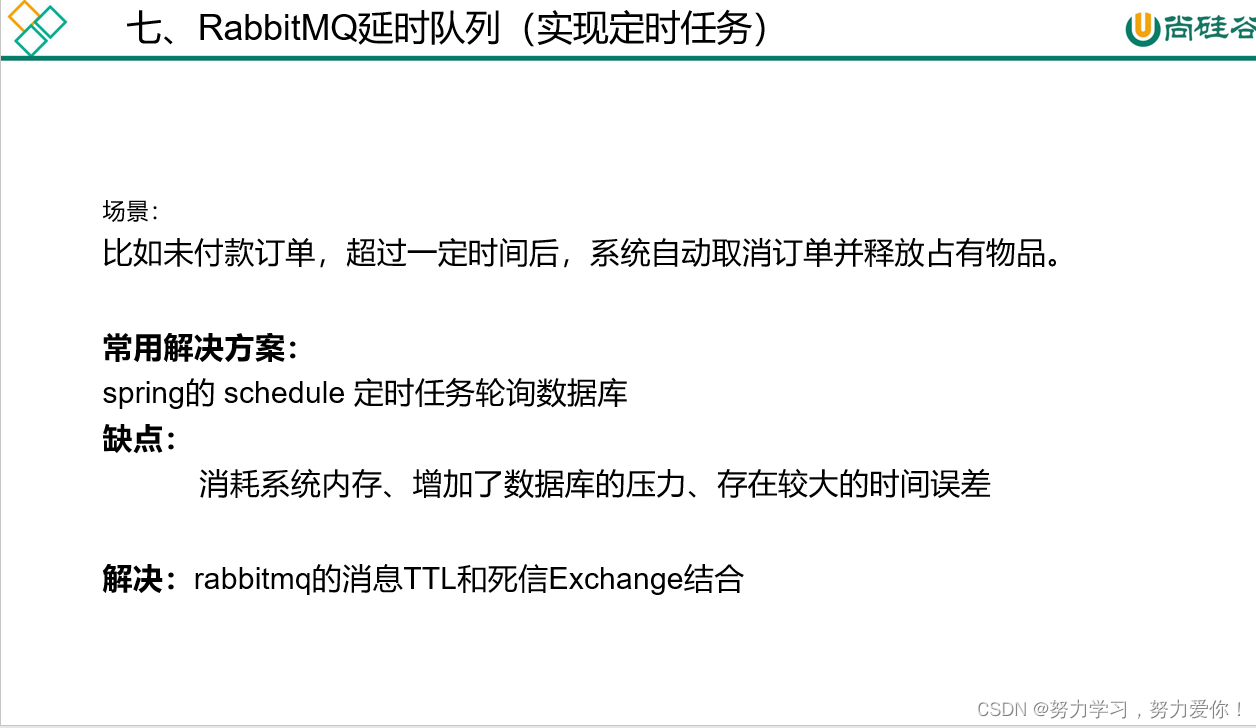 七、RabbitMQ延时队列（实现定时任务）
尚硅谷
场景：
比如未付款订单，超过一定时间后，系统自动取消订单并释放占有物品。
常用解决方案：
spring的 schedule 定时任务轮询数据库
缺点：
消耗系统内存、增加了数据库的压力、存在较大的时间误差
解决：rabbitmq的消息TTL和死信Exchange结合
CSDN @努力学习，努力爱你！